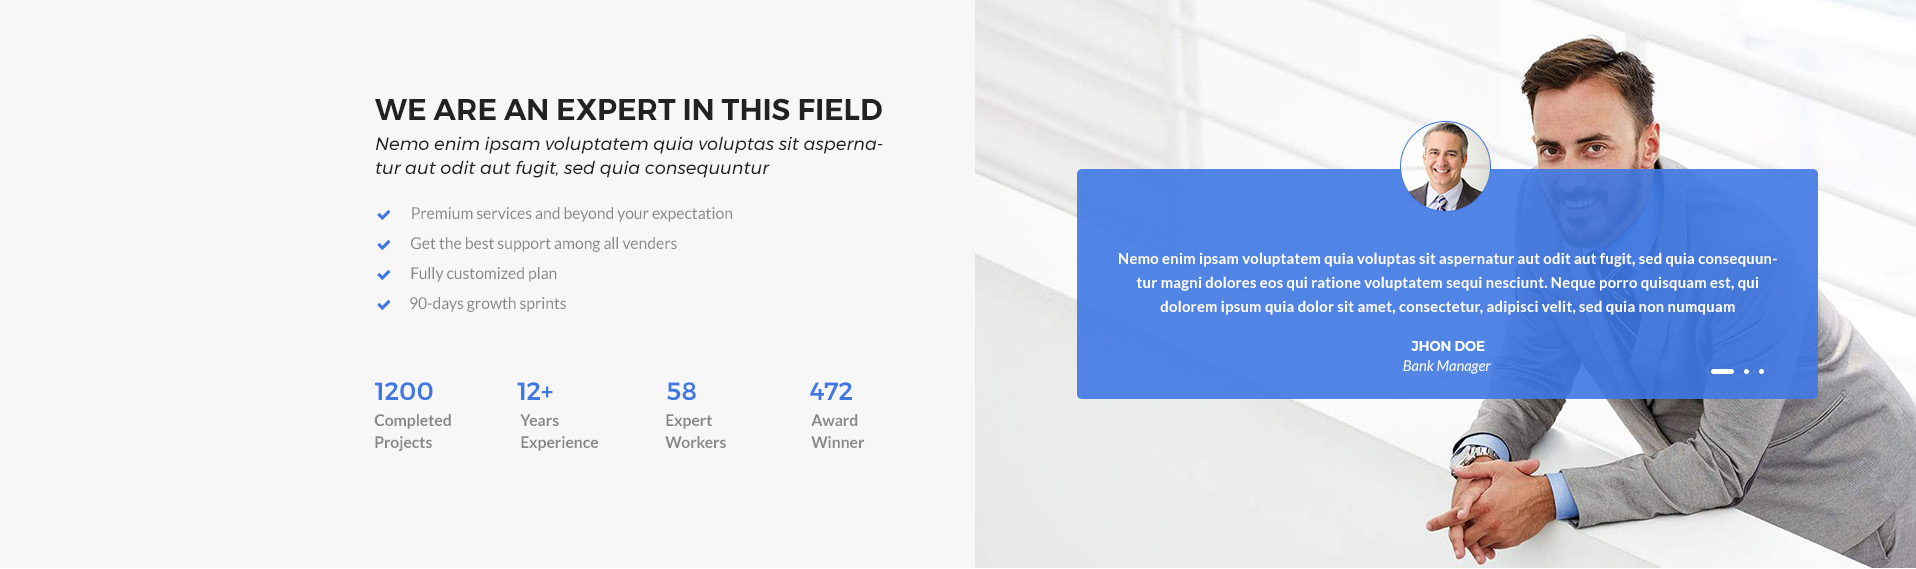 WE ARE AN EXPERT IN THIS FIELD
Nemo enim ipsam voluptatem quia voluptas sit asperna-
tur aut odit aut fugit, sed quia consequuntur
Premium services and beyond your expectation
Get the best support among all venders
Fully customized plan
90-days growth sprints
1200
Completed
Projects
12+
Years
Experience
58
Expert
Workers
472
Award
Winner
Nemo enim ipsam voluptatem quia voluptas sit aspernatur aut odit aut fugit, sed quia consequun-
tur magni dolores eos qui ratione voluptatem sequi nesciunt. Neque porro quisquam est, qui
dolorem ipsum quia dolor sit amet, consectetur, adipisci velit, sed quia non numquam
JHON DOE
Bank Manager